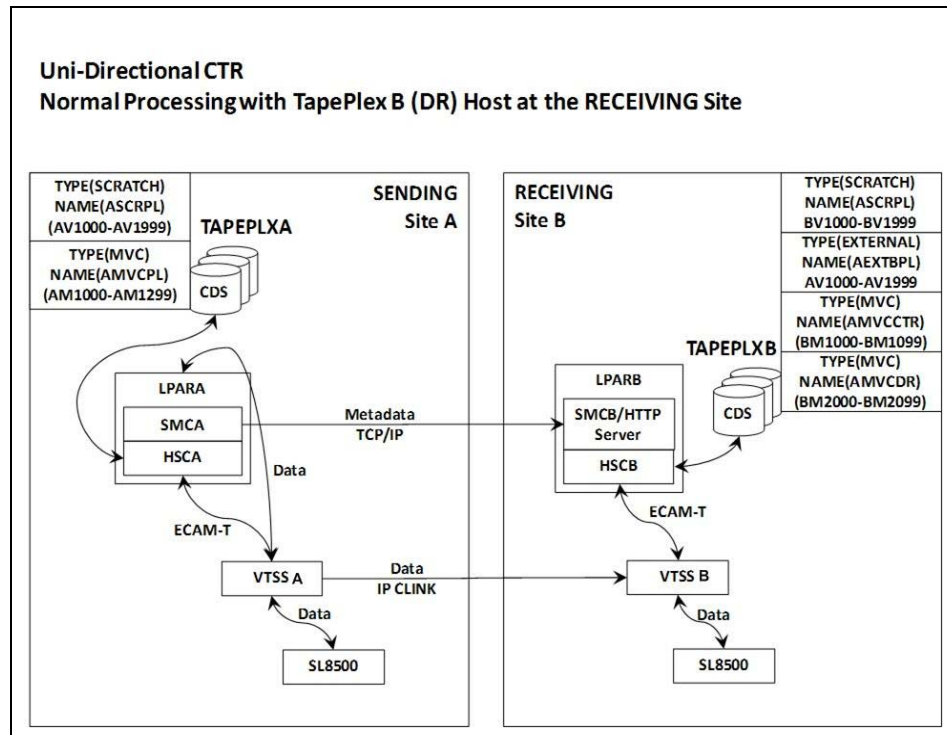 Uni-Directional CTR
Normal Processing with TapePlex B (DR) Host at the RECEIVING Site
TYPE(SCRATCH)
NAME(ASCRPL)
(AV1000-AV1999)
TYPE(MVC)
NAME(AMVCPL)
(AM1000-AM1299)
TAPEPLXA
CDS
SENDING
Site A
LPARA
SMCA
HSCA
Data
ECAM-T
VTSS A
Data
SL8500
Metadata
TCP/IP
Data
IP CLINK
RECEIVING
Site B
TYPE(SCRATCH)
NAME(ASCRPL)
BV1000-BV1999
TYPE(EXTERNAL)
NAME(AEXTBPL)
AV1000-AV1999
TYPE(MVC)
NAME(AMVCCTR)
(BM1000-BM1099)
TYPE(MVC)
NAME(AMVCDR)
(BM2000-BM2099)
TAPEPLXB
CDS
LPARB
SMCB/HTTP
Server
HSCB
ECAM-T
VTSS B
Data
SL8500